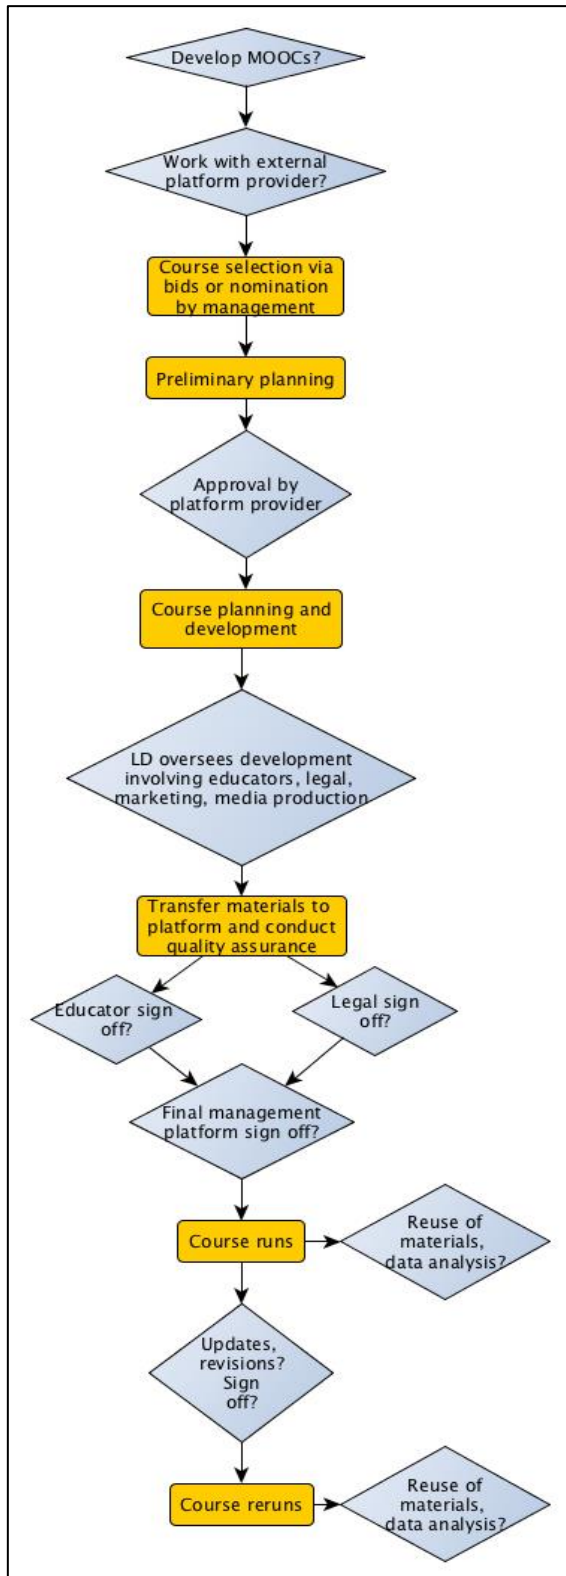 Develop MOOCs?
Work with external
platform provider?
Course selection via
bids or nomination
by management
Preliminary planning
Approval by
platform provider
Course planning and
development
LD oversees development
involving educators, legal,
marketing, media production
Transfer materials to
platform and conduct
quality assurance
Educator sign
off?
Legal sign
off?
Final management
platform sign off?
Course runs
Reuse of
materials,
data analysis?
Updates,
revisions?
Sign
off?
Course reruns
Reuse of
materials,
data analysis?